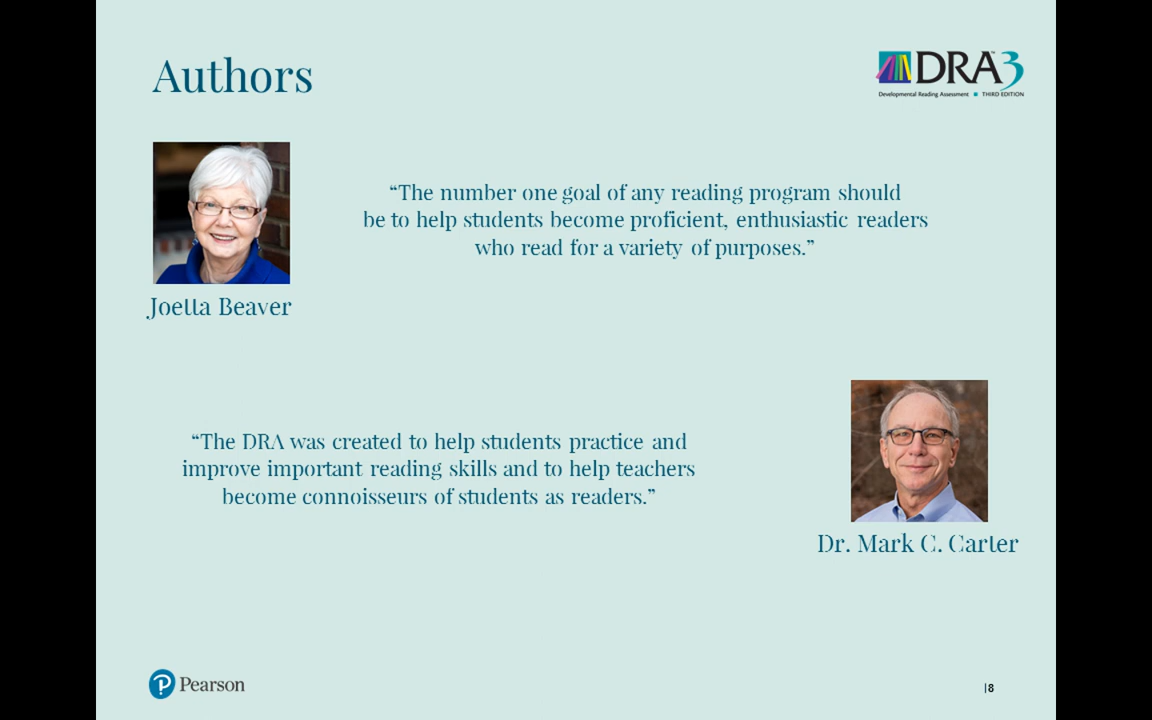 Authors
DRA3
Developmental Reading Assessment ■ THIRD EDITION
“The number one goal of any reading program should
be to help students become proficient, enthusiastic readers
who read for a variety of purposes.”
Joetta Beaver
“The DRA was created to help students practice and
improve important reading skills and to help teachers
become connoisseurs of students as readers.”
Dr. Mark C. Carter
Pearson
|8